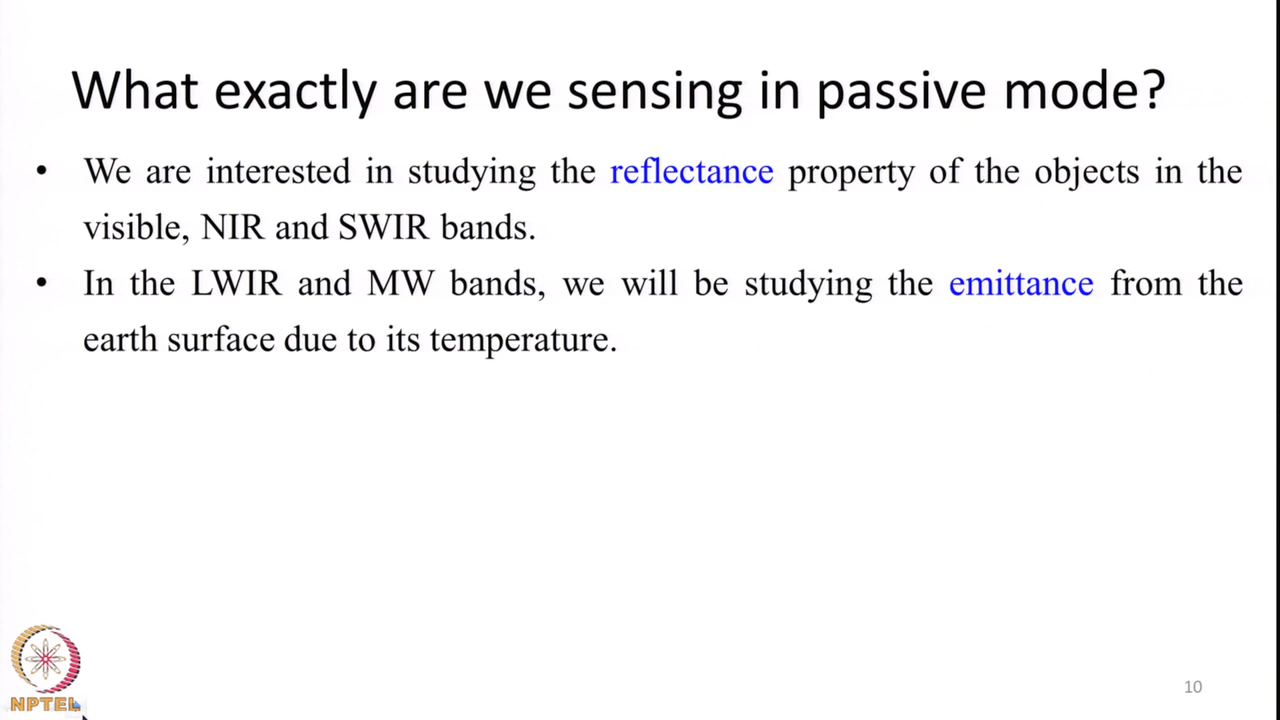 What exactly are we sensing in passive mode?
• We are interested in studying the reflectance property of the objects in the
visible, NIR and SWIR bands.
• In the LWIR and MW bands, we will be studying the emittance from the
earth surface due to its temperature.
NPTEL
10